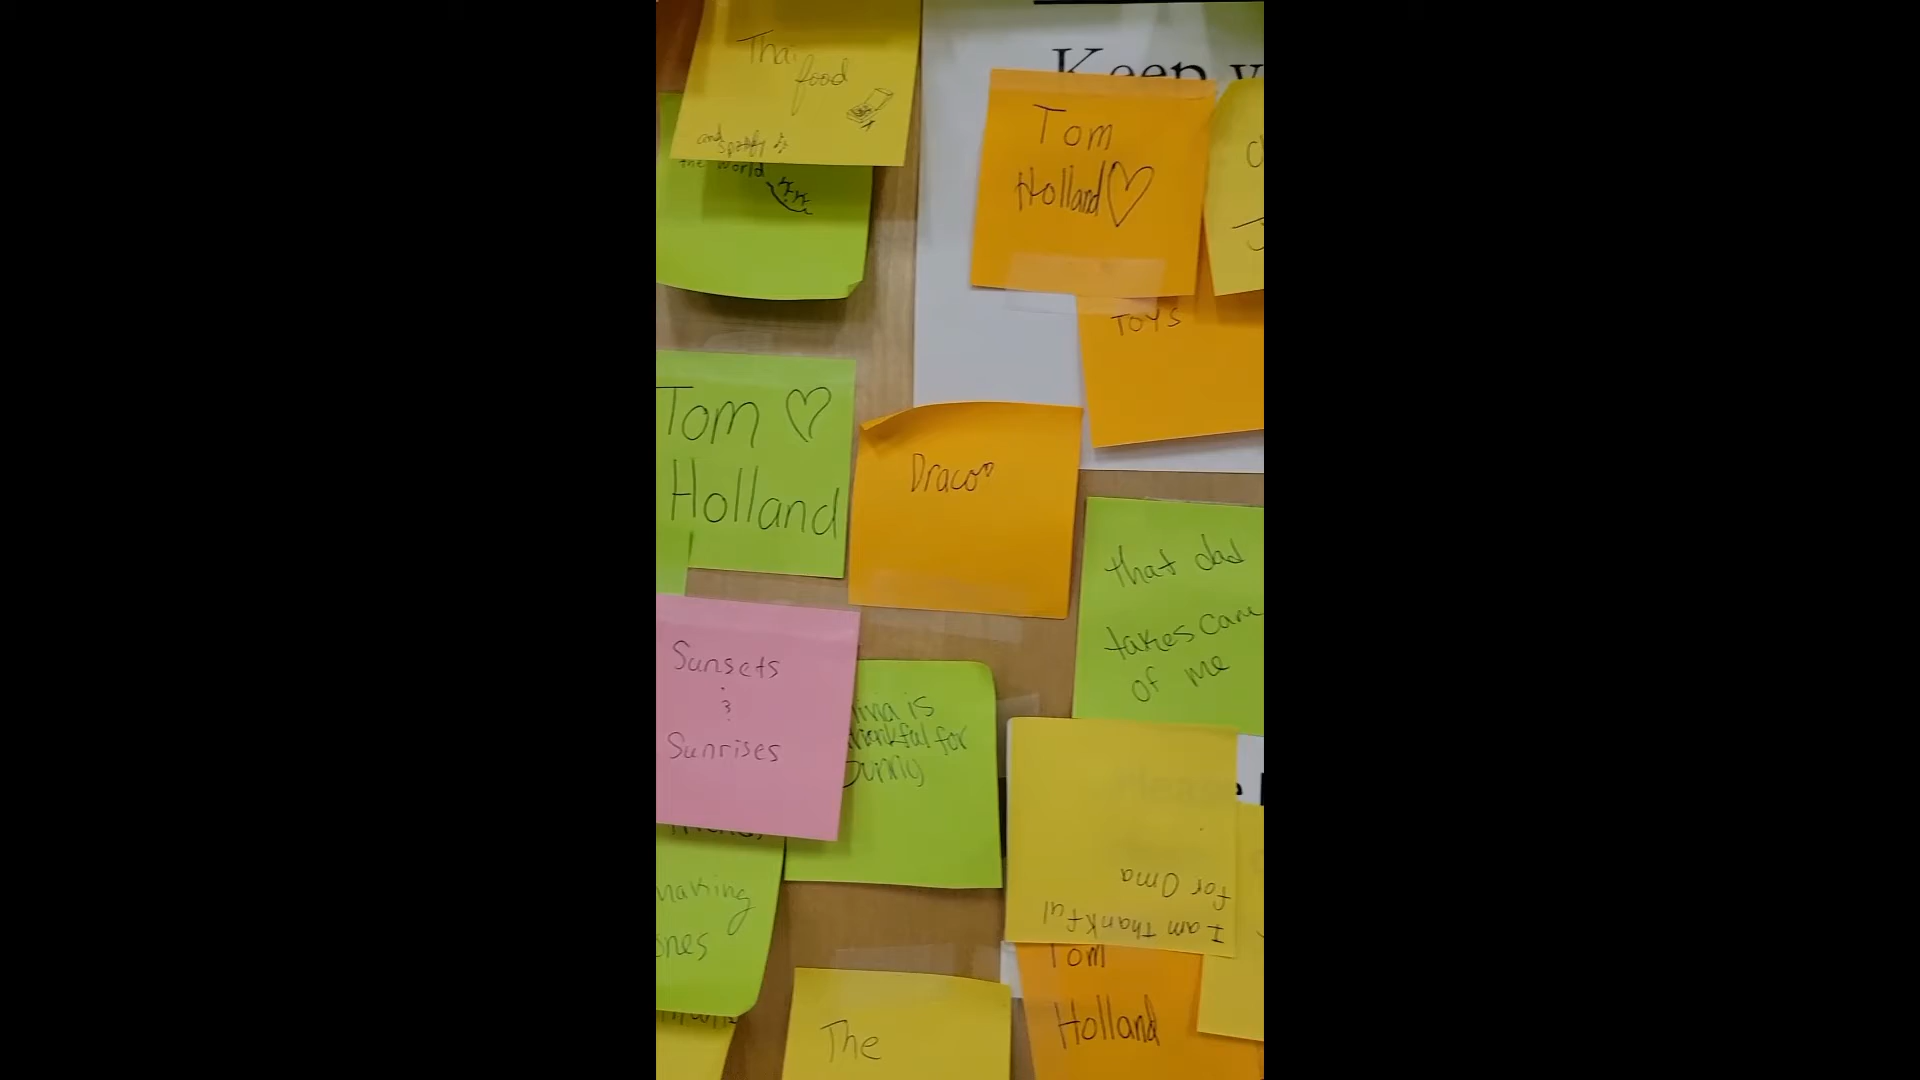 Thai
food
and
spotify
the world
Keep
Tom
Holland
TOYS
Tom
Holland
Draco
that dad
takes care
of me
Sunsets
&
Sunrises
is
thankful for
making
I am thankful
for Oma
Tom
Holland
The